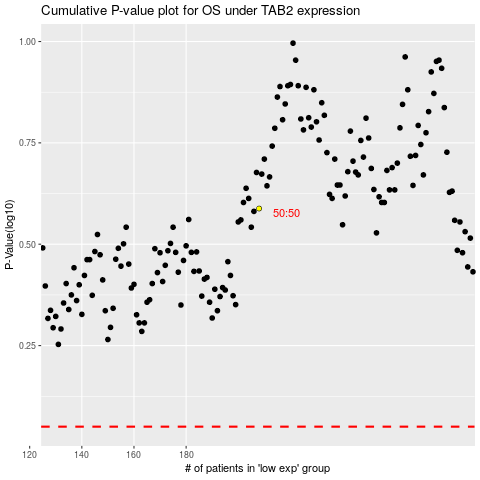 Cumulative P-value plot for OS under TAB2 expression
P-Value(log10)
1.00
0.75
0.50
0.25
50:50
120 140 160 180
# of patients in 'low exp' group